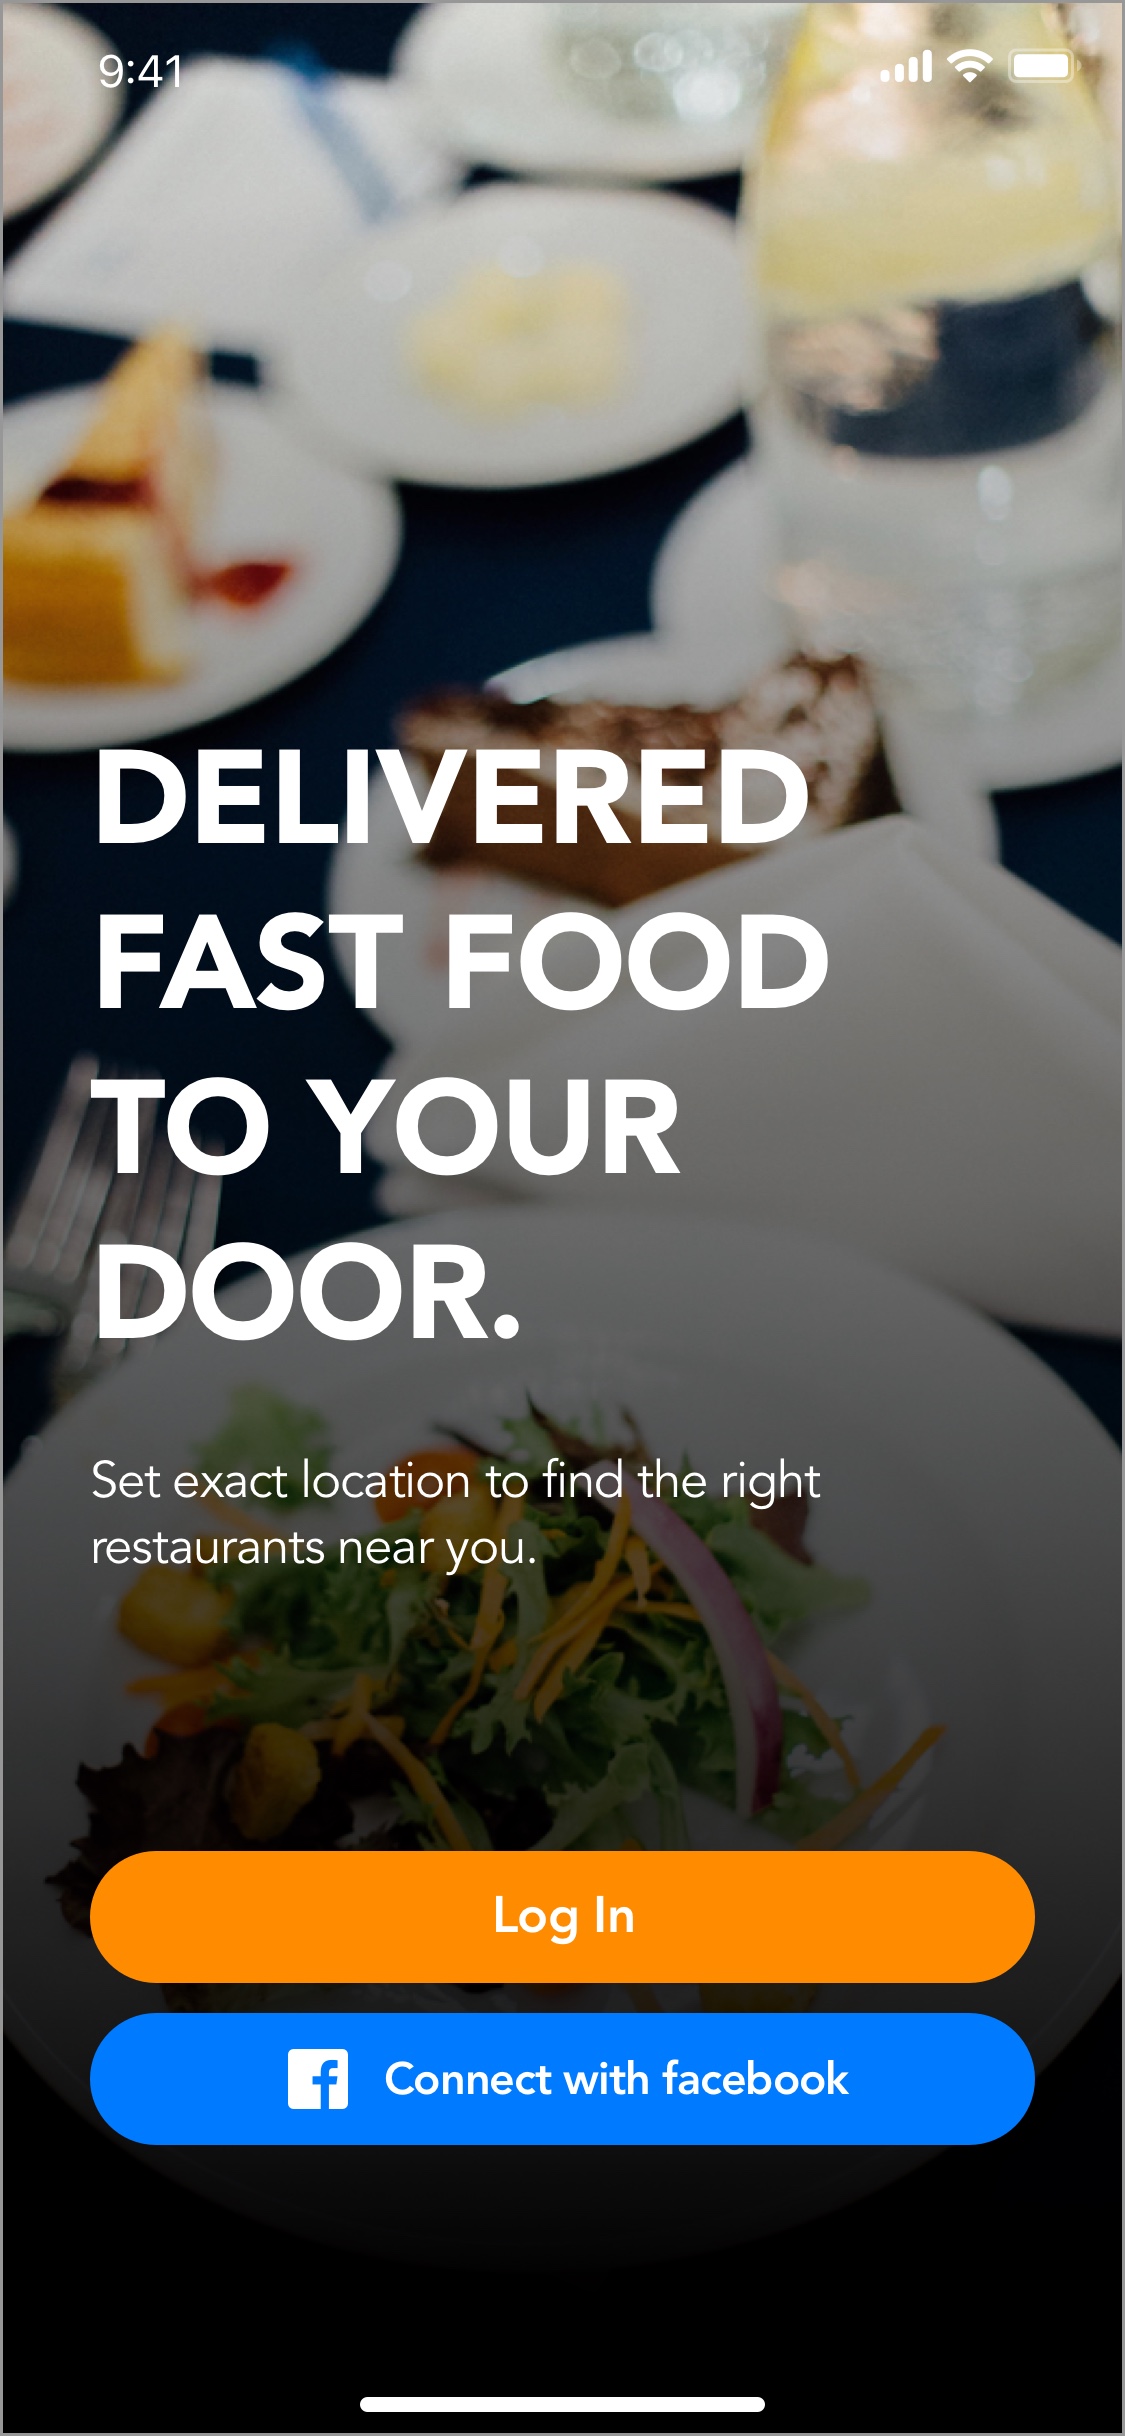 9:41
DELIVERED
FAST FOOD
TO YOUR
DOOR.
Set exact location to find the right
restaurants near you.
Log In
Connect with facebook